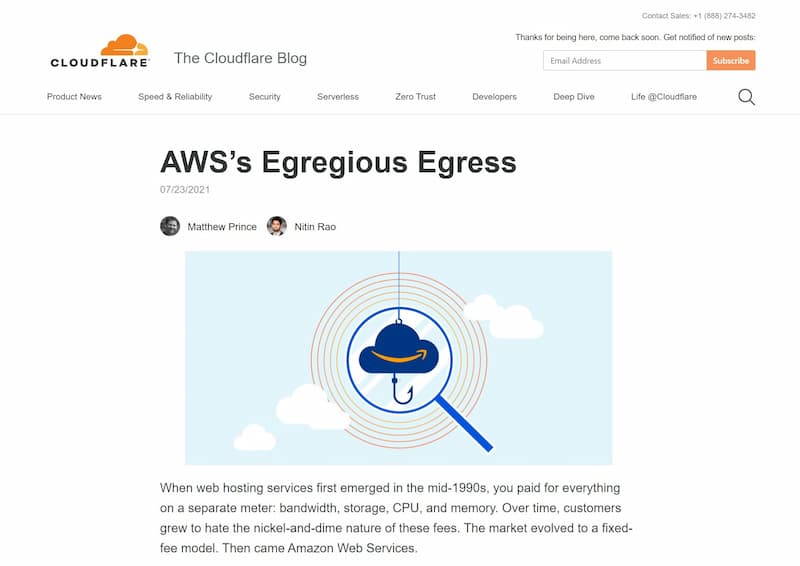 Contact Sales: +1 (888) 274-3482
Thanks for being here, come back soon. Get notified of new posts:
CLOUDFLARE
The Cloudflare Blog
Email Address
Subscribe
Product News
Speed & Reliability
Security
Serverless
Zero Trust
Developers
Deep Dive
Life @Cloudflare
AWS’s Egregious Egress
07/23/2021
Matthew Prince
Nitin Rao
When web hosting services first emerged in the mid-1990s, you paid for everything
on a separate meter: bandwidth, storage, CPU, and memory. Over time, customers
grew to hate the nickel-and-dime nature of these fees. The market evolved to a fixed-
fee model. Then came Amazon Web Services.